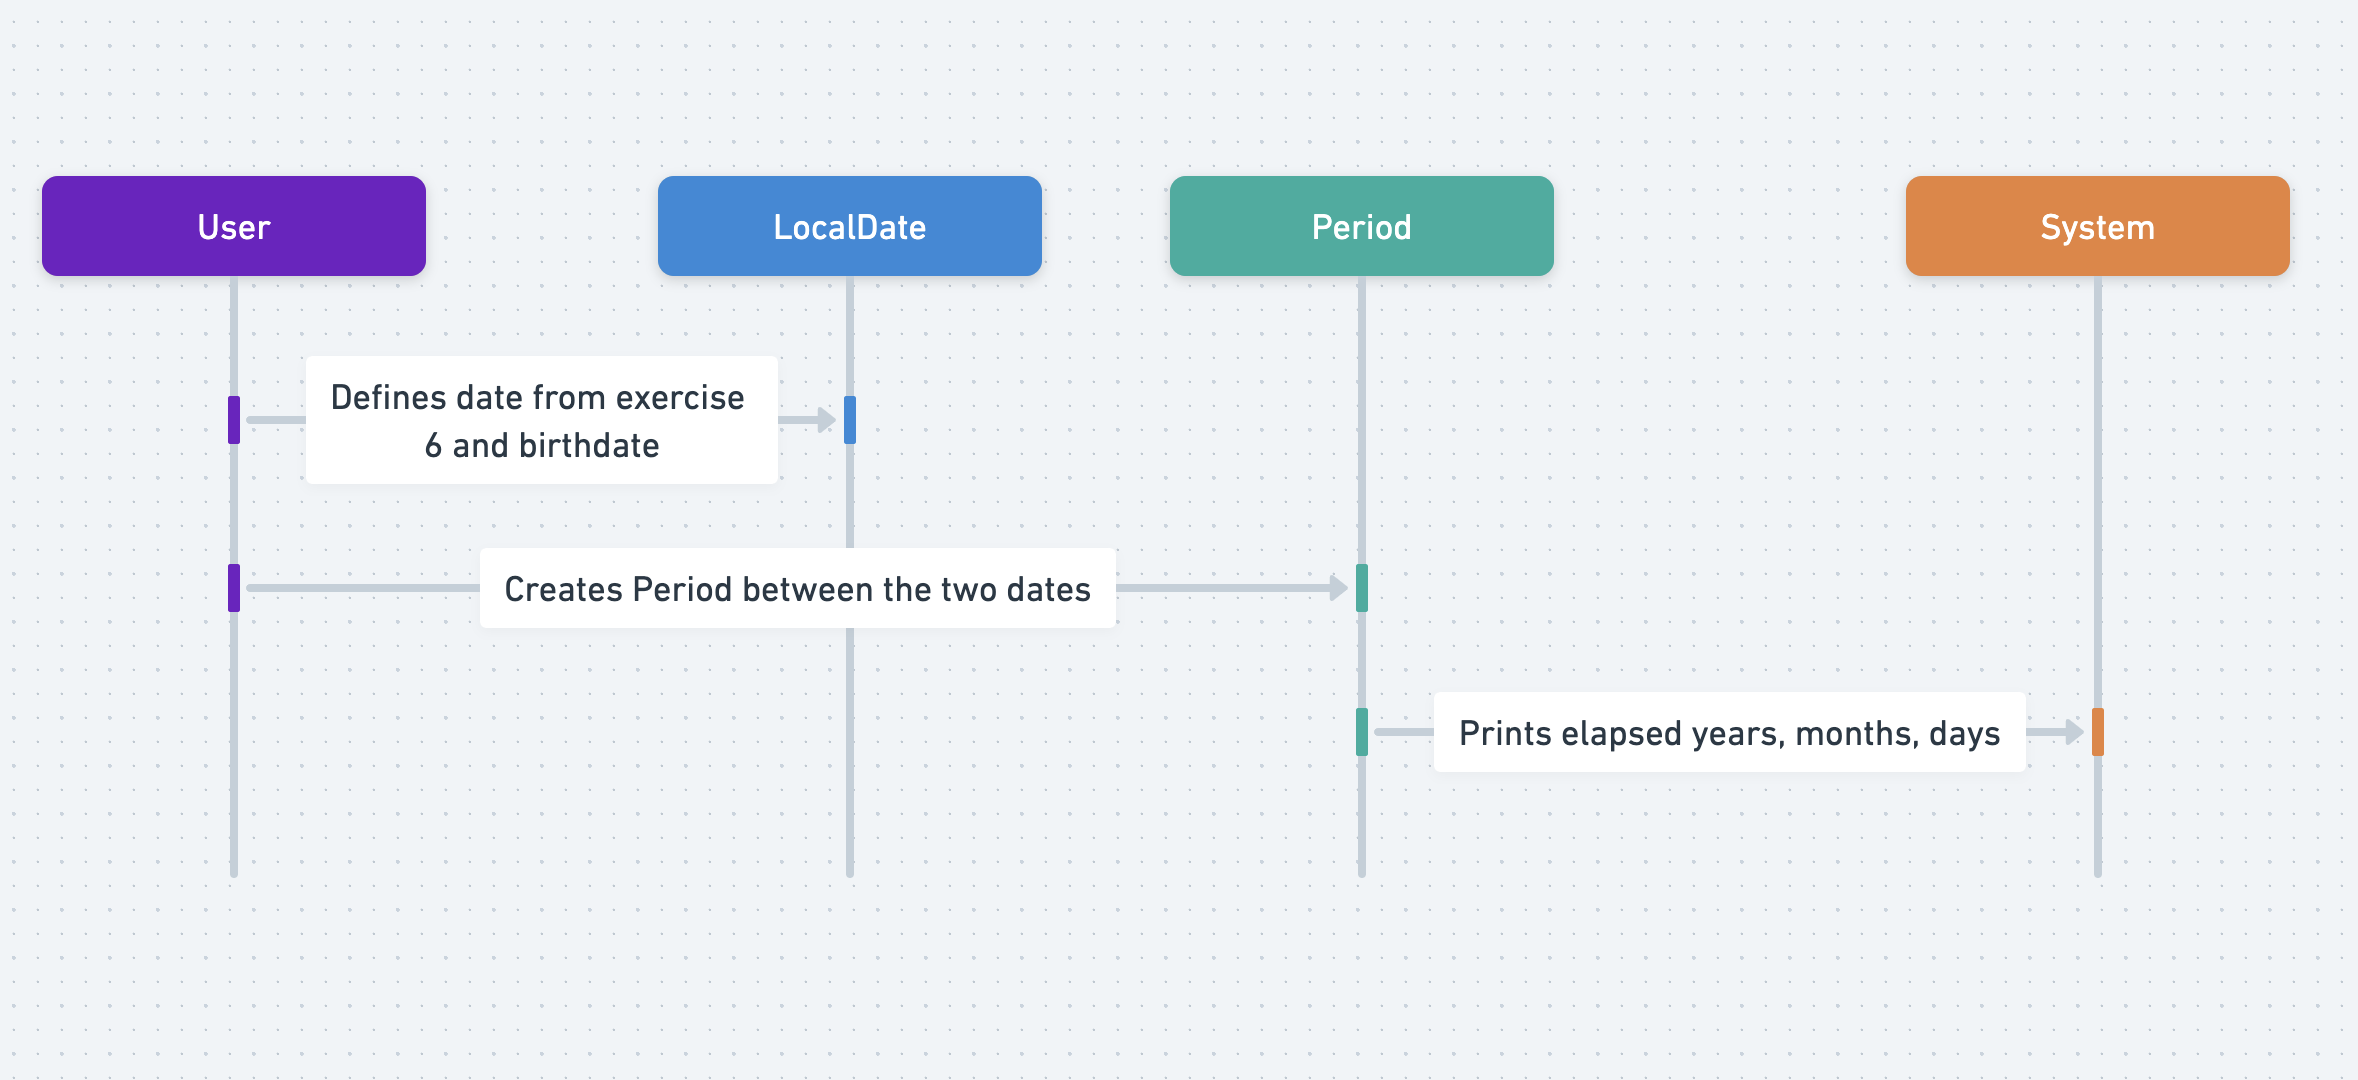 User
LocalDate
Period
System
Defines date from exercise
6 and birthdate
Creates Period between the two dates
Prints elapsed years, months, days